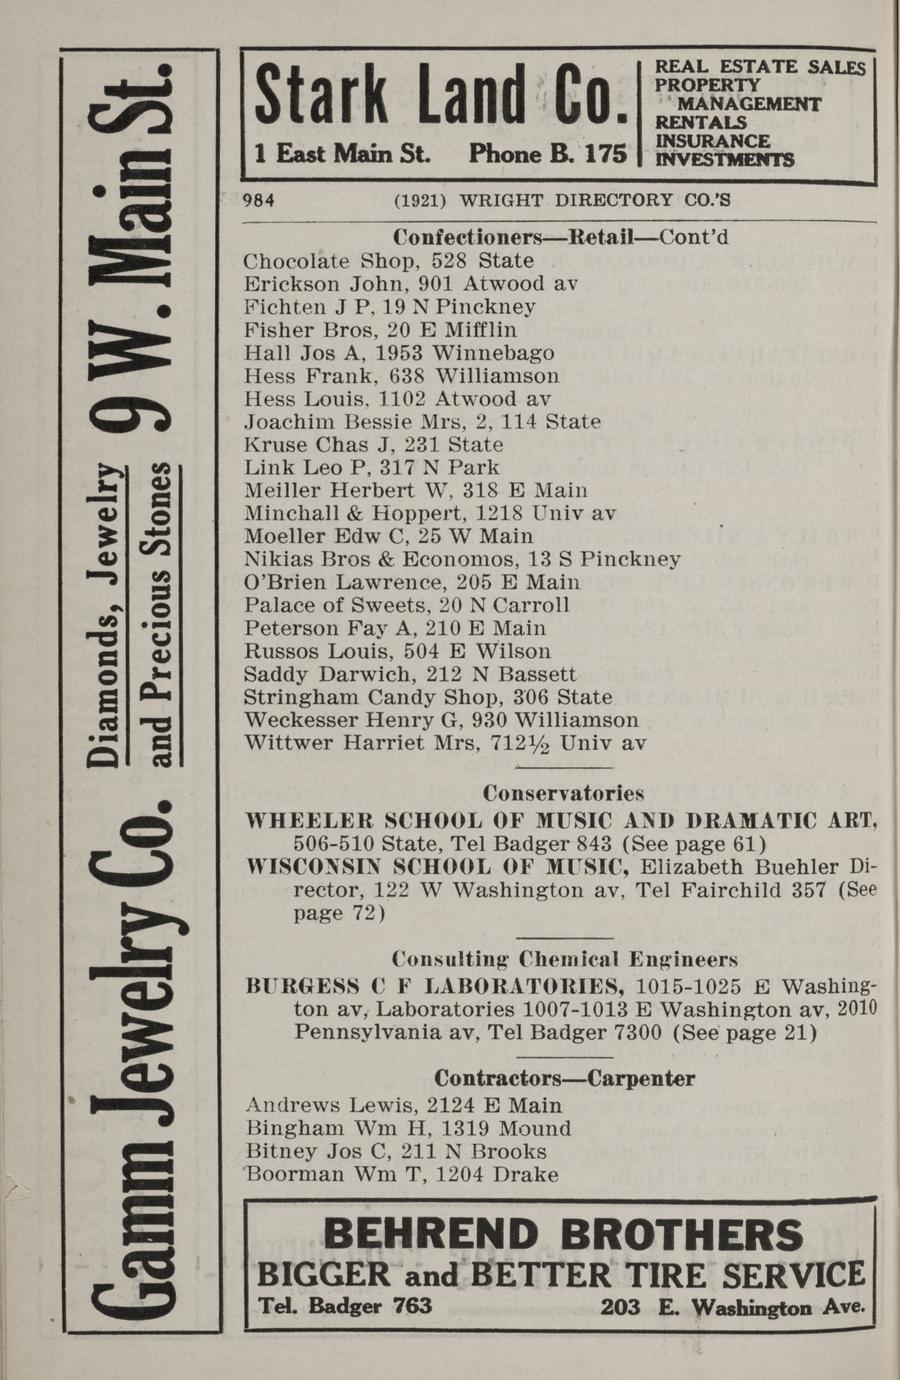 Gamm Jewelry Co. Diamonds, Jewelry
and Precious Stones 9 W. Main St.
Stark Land Co.
1 East Main St. Phone B. 175
REAL ESTATE SALES
PROPERTY
MANAGEMENT
RENTALS
INSURANCE
INVESTMENTS
984 (1921) WRIGHT DIRECTORY CO.'S
Confectioners—Retail—Cont'd
Chocolate Shop, 528 State
Erickson John, 901 Atwood av
Fichten J P, 19 N Pinckney
Fisher Bros, 20 E Mifflin
Hall Jos A, 1953 Winnebago
Hess Frank, 638 Williamson
Hess Louis, 1102 Atwood av
Joachim Bessie Mrs, 2, 114 State
Kruse Chas J, 231 State
Link Leo P, 317 N Park
Meiller Herbert W, 318 E Main
Minchall & Hoppert, 1218 Univ av
Moeller Edw C, 25 W Main
Nikias Bros & Economos, 13 S Pinckney
O'Brien Lawrence, 205 E Main
Palace of Sweets, 20 N Carroll
Peterson Fay A, 210 E Main
Russos Louis, 504 E Wilson
Saddy Darwich, 212 N Bassett
Stringham Candy Shop, 306 State
Weckesser Henry G, 930 Williamson
Wittwer Harriet Mrs, 712½ Univ av
Conservatories
WHEELER SCHOOL OF MUSIC AND DRAMATIC ART,
506-510 State, Tel Badger 843 (See page 61)
WISCONSIN SCHOOL OF MUSIC, Elizabeth Buehler Di-
rector, 122 W Washington av, Tel Fairchild 357 (See
page 72)
Consulting Chemical Engineers
BURGESS C F LABORATORIES, 1015-1025 E Washing-
ton av, Laboratories 1007-1013 E Washington av, 2010
Pennsylvania av, Tel Badger 7300 (See page 21)
Contractors—Carpenter
Andrews Lewis, 2124 E Main
Bingham Wm H, 1319 Mound
Bitney Jos C, 211 N Brooks
Boorman Wm T, 1204 Drake
BEHREND BROTHERS
BIGGER and BETTER TIRE SERVICE
Tel. Badger 763 203 E. Washington Ave.